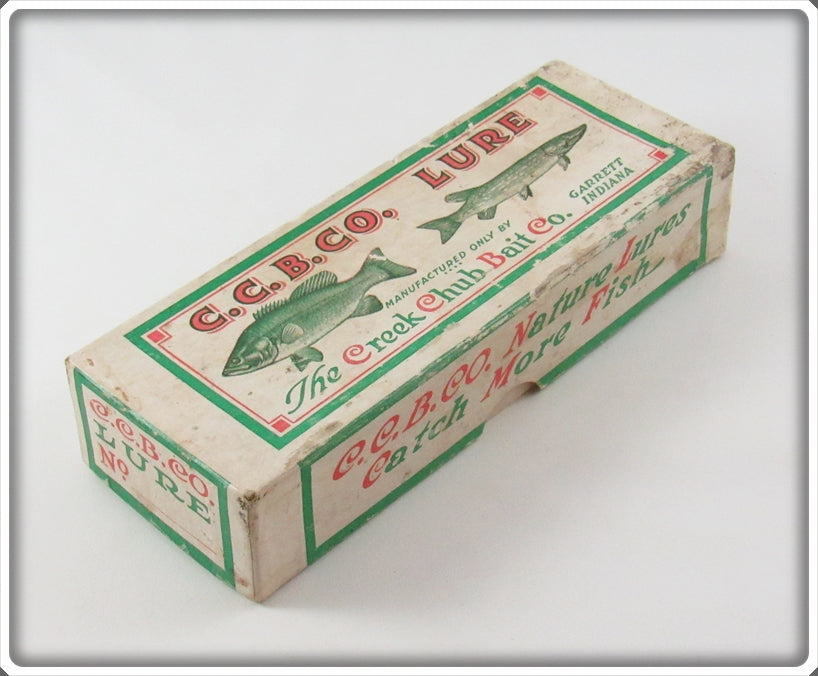 C.C.B.CO. LURE
MANUFACTURED ONLY BY
The Creek Chub Bait Co.
GARRETT
INDIANA
C.C.B.CO. Nature Lures
Catch More Fish
C.C.B.CO.
LURE
No.